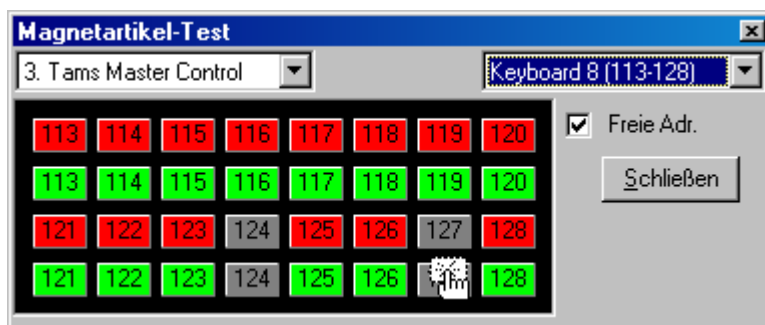 Magnetartikel-Test
3. Tams Master Control Keyboard 8 (113-128)
113 114 115 116 117 118 119 120 Freie Adr.
113 114 115 116 117 118 119 120 Schließen
121 122 123 124 125 126 127 128
121 122 123 124 125 126 128